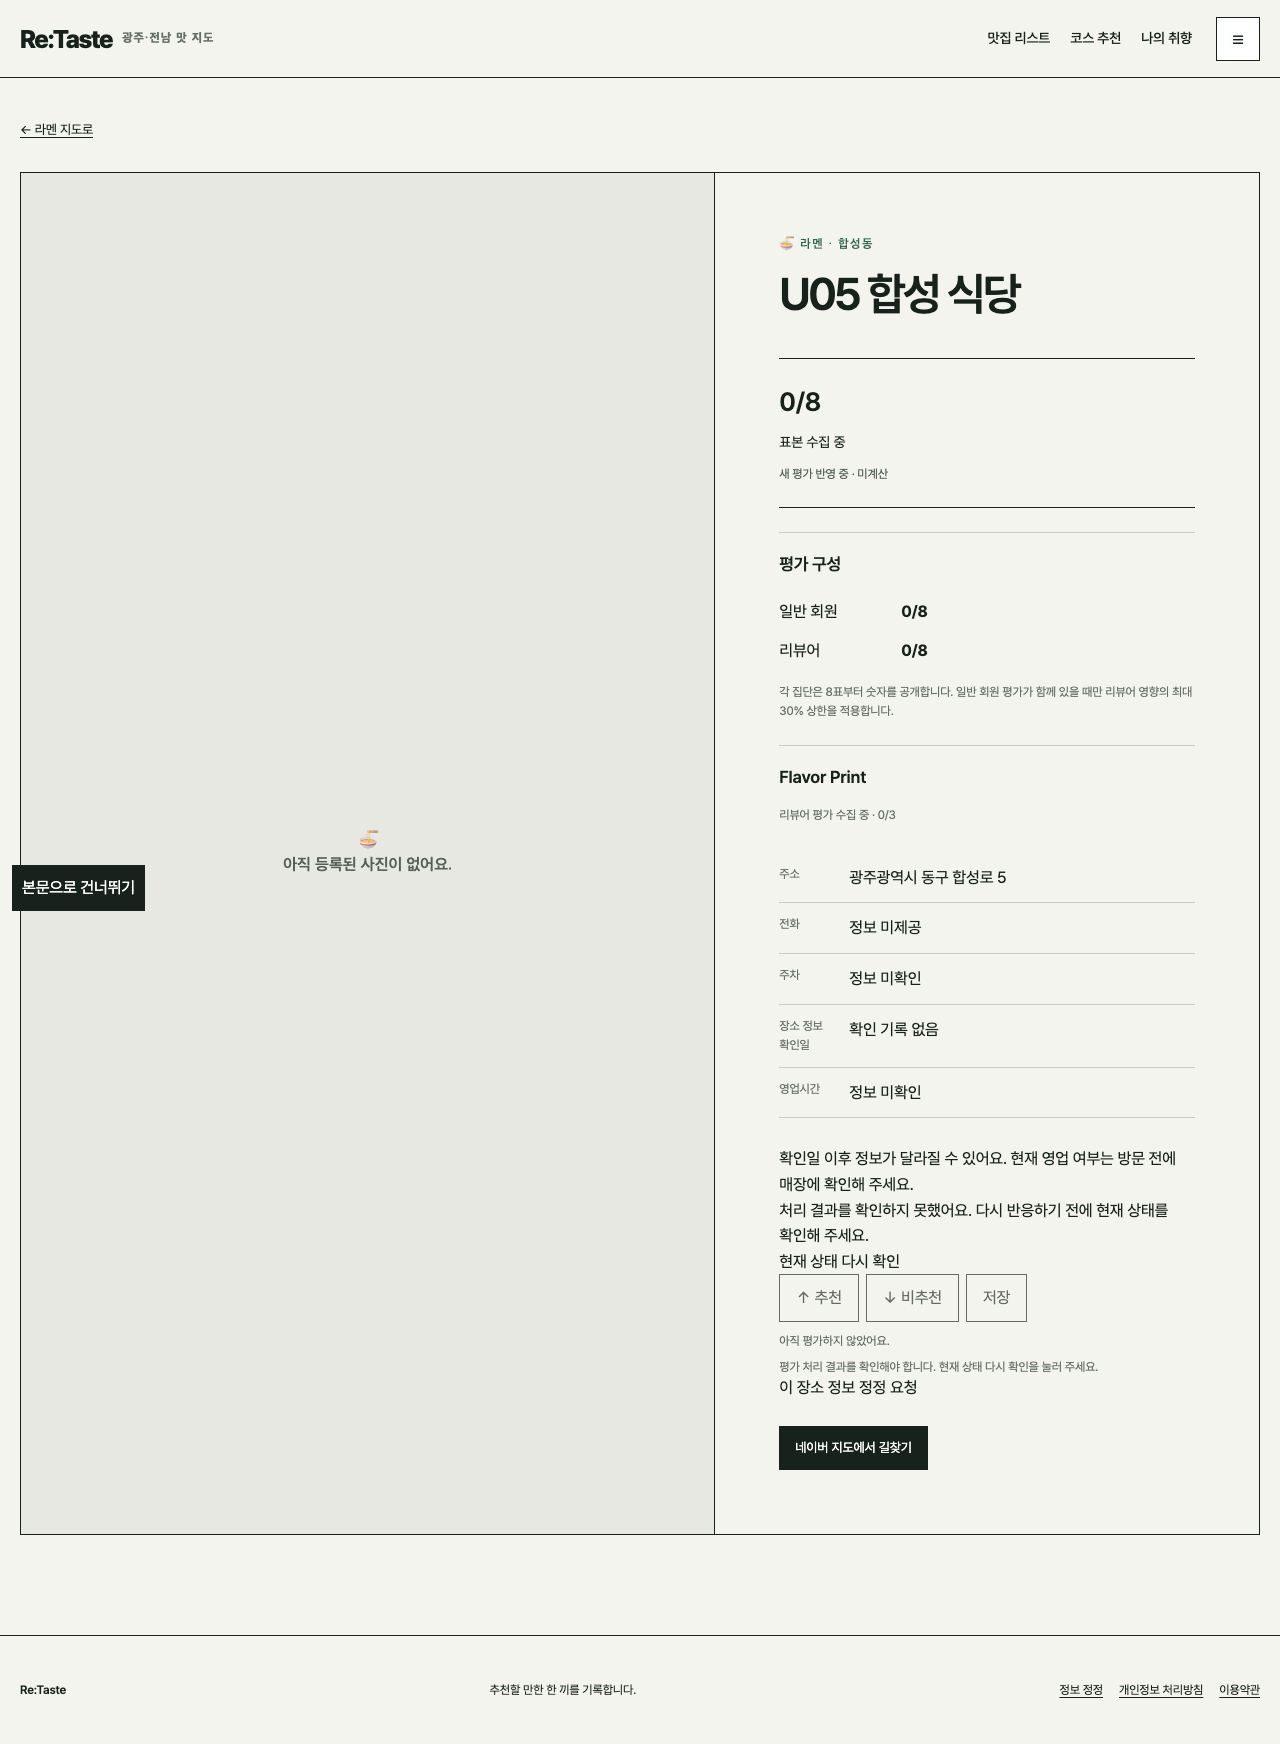 Re:Taste 광주·전남 맛 지도
맛집 리스트 코스 추천 나의 취향 ≡
← 라멘 지도로
🍜 라멘 · 합성동
U05 합성 식당
0/8
표본 수집 중
새 평가 반영 중 · 미계산
평가 구성
일반 회원 0/8
리뷰어 0/8
각 집단은 8표부터 숫자를 공개합니다. 일반 회원 평가가 함께 있을 때만 리뷰어 영향의 최대
30% 상한을 적용합니다.
Flavor Print
리뷰어 평가 수집 중 · 0/3
🍜
아직 등록된 사진이 없어요.
본문으로 건너뛰기
주소 광주광역시 동구 합성로 5
전화 정보 미제공
주차 정보 미확인
장소 정보 확인 기록 없음
확인일
영업시간 정보 미확인
확인일 이후 정보가 달라질 수 있어요. 현재 영업 여부는 방문 전에
매장에 확인해 주세요.
처리 결과를 확인하지 못했어요. 다시 반응하기 전에 현재 상태를
확인해 주세요.
현재 상태 다시 확인
↑ 추천 ↓ 비추천 저장
아직 평가하지 않았어요.
평가 처리 결과를 확인해야 합니다. 현재 상태 다시 확인을 눌러 주세요.
이 장소 정보 정정 요청
네이버 지도에서 길찾기
Re:Taste 추천할 만한 한 끼를 기록합니다. 정보 정정 개인정보 처리방침 이용약관